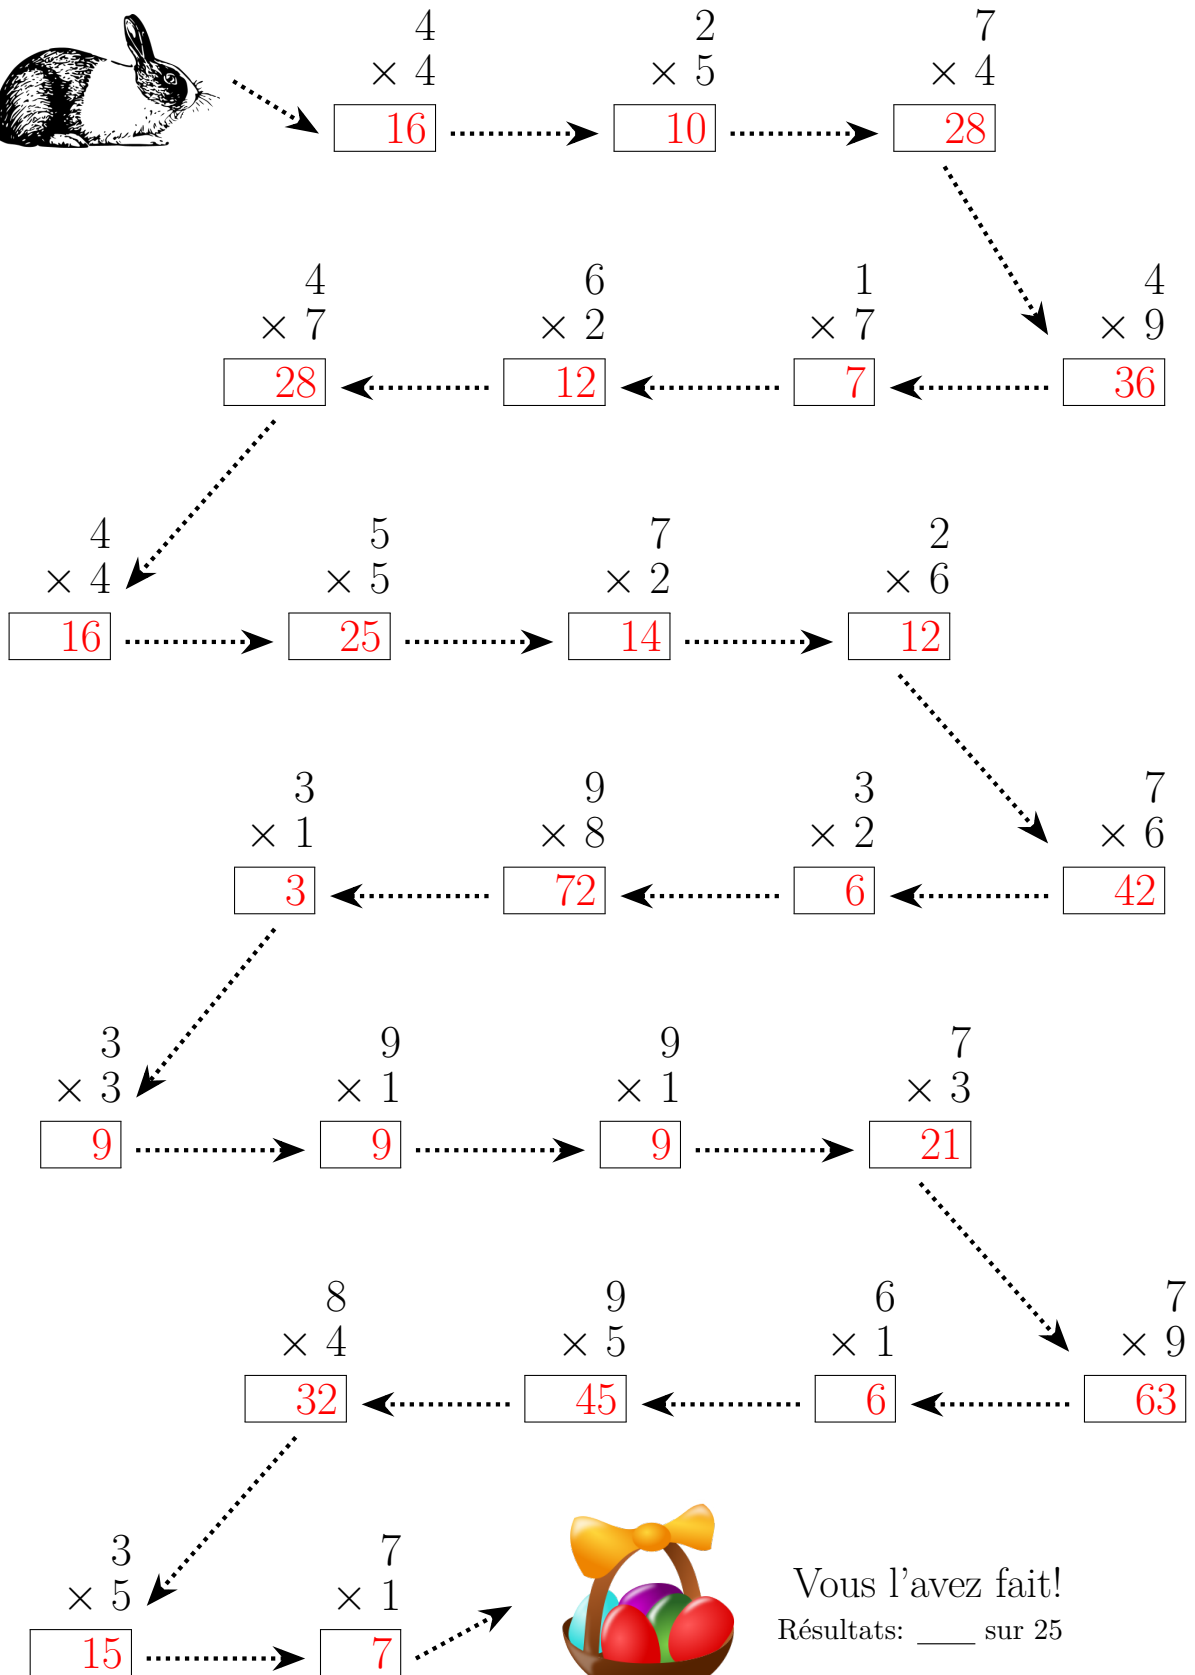 4 2 7
× 4 × 5 × 4
16 10 28
4 6 1 4
× 7 × 2 × 7 × 9
28 12 7 36
4 5 7 2
× 4 × 5 × 2 × 6
16 25 14 12
3 9 3 7
× 1 × 8 × 2 × 6
3 72 6 42
3 9 9 7
× 3 × 1 × 1 × 3
9 9 9 21
8 9 6 7
× 4 × 5 × 1 × 9
32 45 6 63
3 7
× 5 × 1
15 7
Vous l'avez fait!
Résultats: ____ sur 25